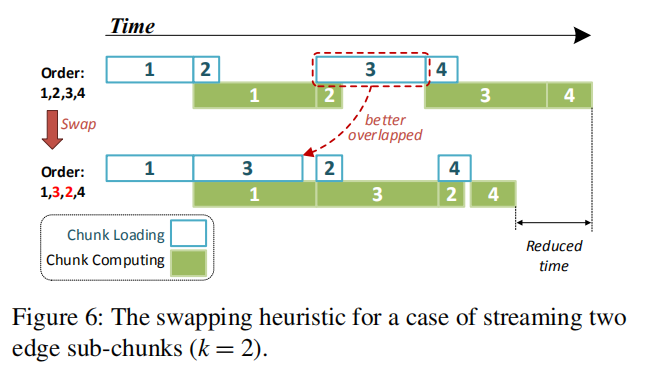 Time
Order:
1,2,3,4
1 2 3 4
1 2 3 4
Swap
better
overlapped
Order:
1,3,2,4
1 3 2 4
1 3 2 4
Chunk Loading
Chunk Computing
Reduced
time
Figure 6: The swapping heuristic for a case of streaming two
edge sub-chunks (k = 2).